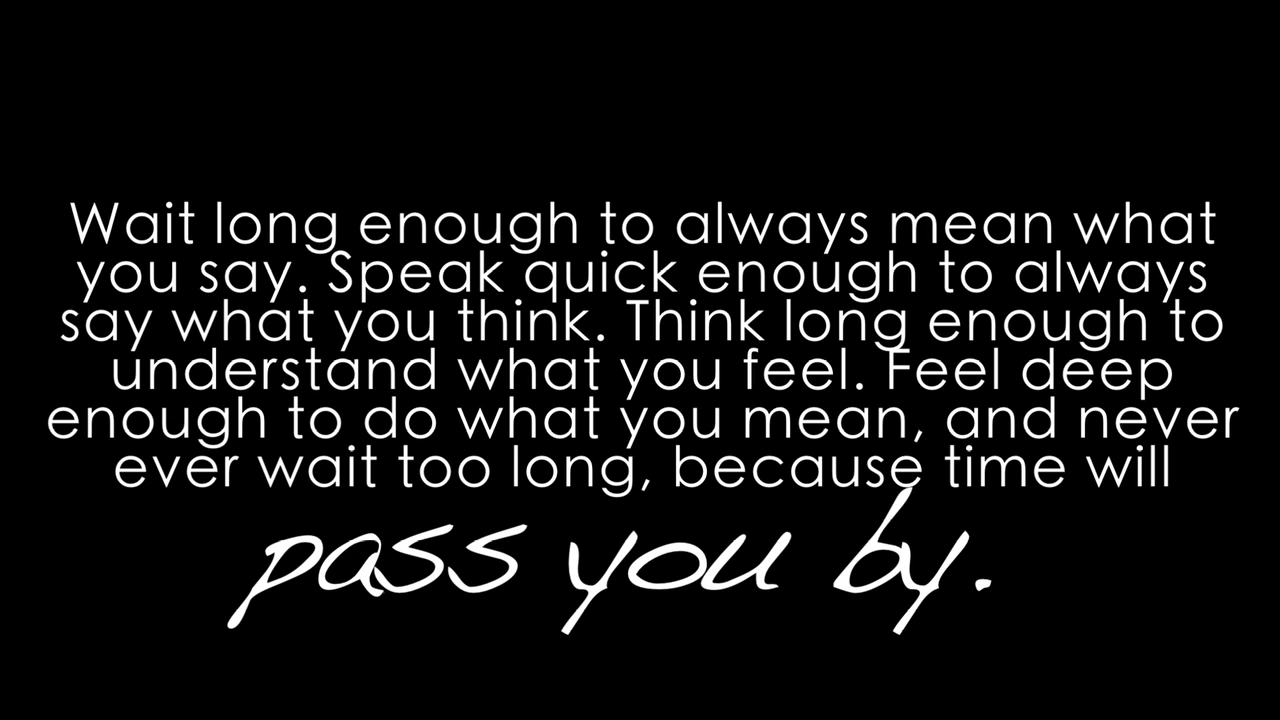 Wait long enough to always mean what
you say. Speak quick enough to always
say what you think. Think long enough to
understand what you feel. Feel deep
enough to do what you mean, and never
ever wait too long, because time will
pass you by.